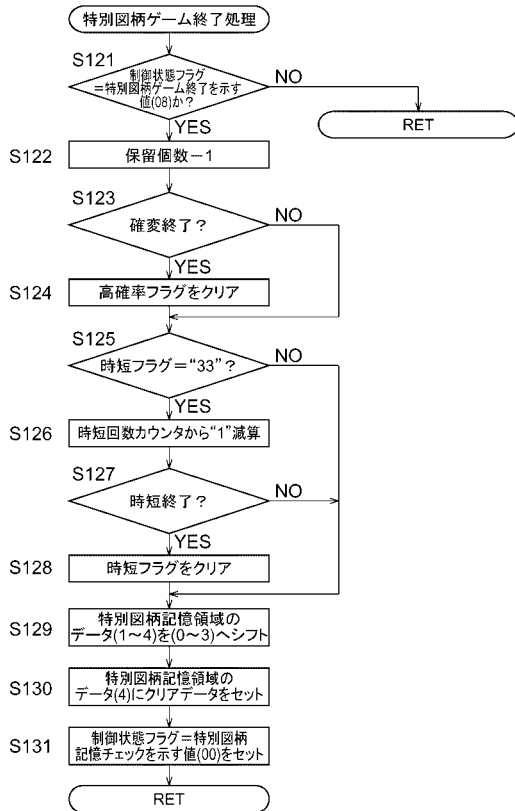 特別図柄ゲーム終了処理
S121
制御状態フラグ
=特別図柄ゲーム終了を示す
値(08)か?
NO
RET
YES
S122
保留個数−1
S123
確変終了?
NO
YES
S124
高確率フラグをクリア
S125
時短フラグ="33"?
NO
YES
S126
時短回数カウンタから"1"減算
S127
時短終了?
NO
YES
S128
時短フラグをクリア
S129
特別図柄記憶領域の
データ(1~4)を(0~3)へシフト
S130
特別図柄記憶領域の
データ(4)にクリアデータをセット
S131
制御状態フラグ=特別図柄
記憶チェックを示す値(00)をセット
RET